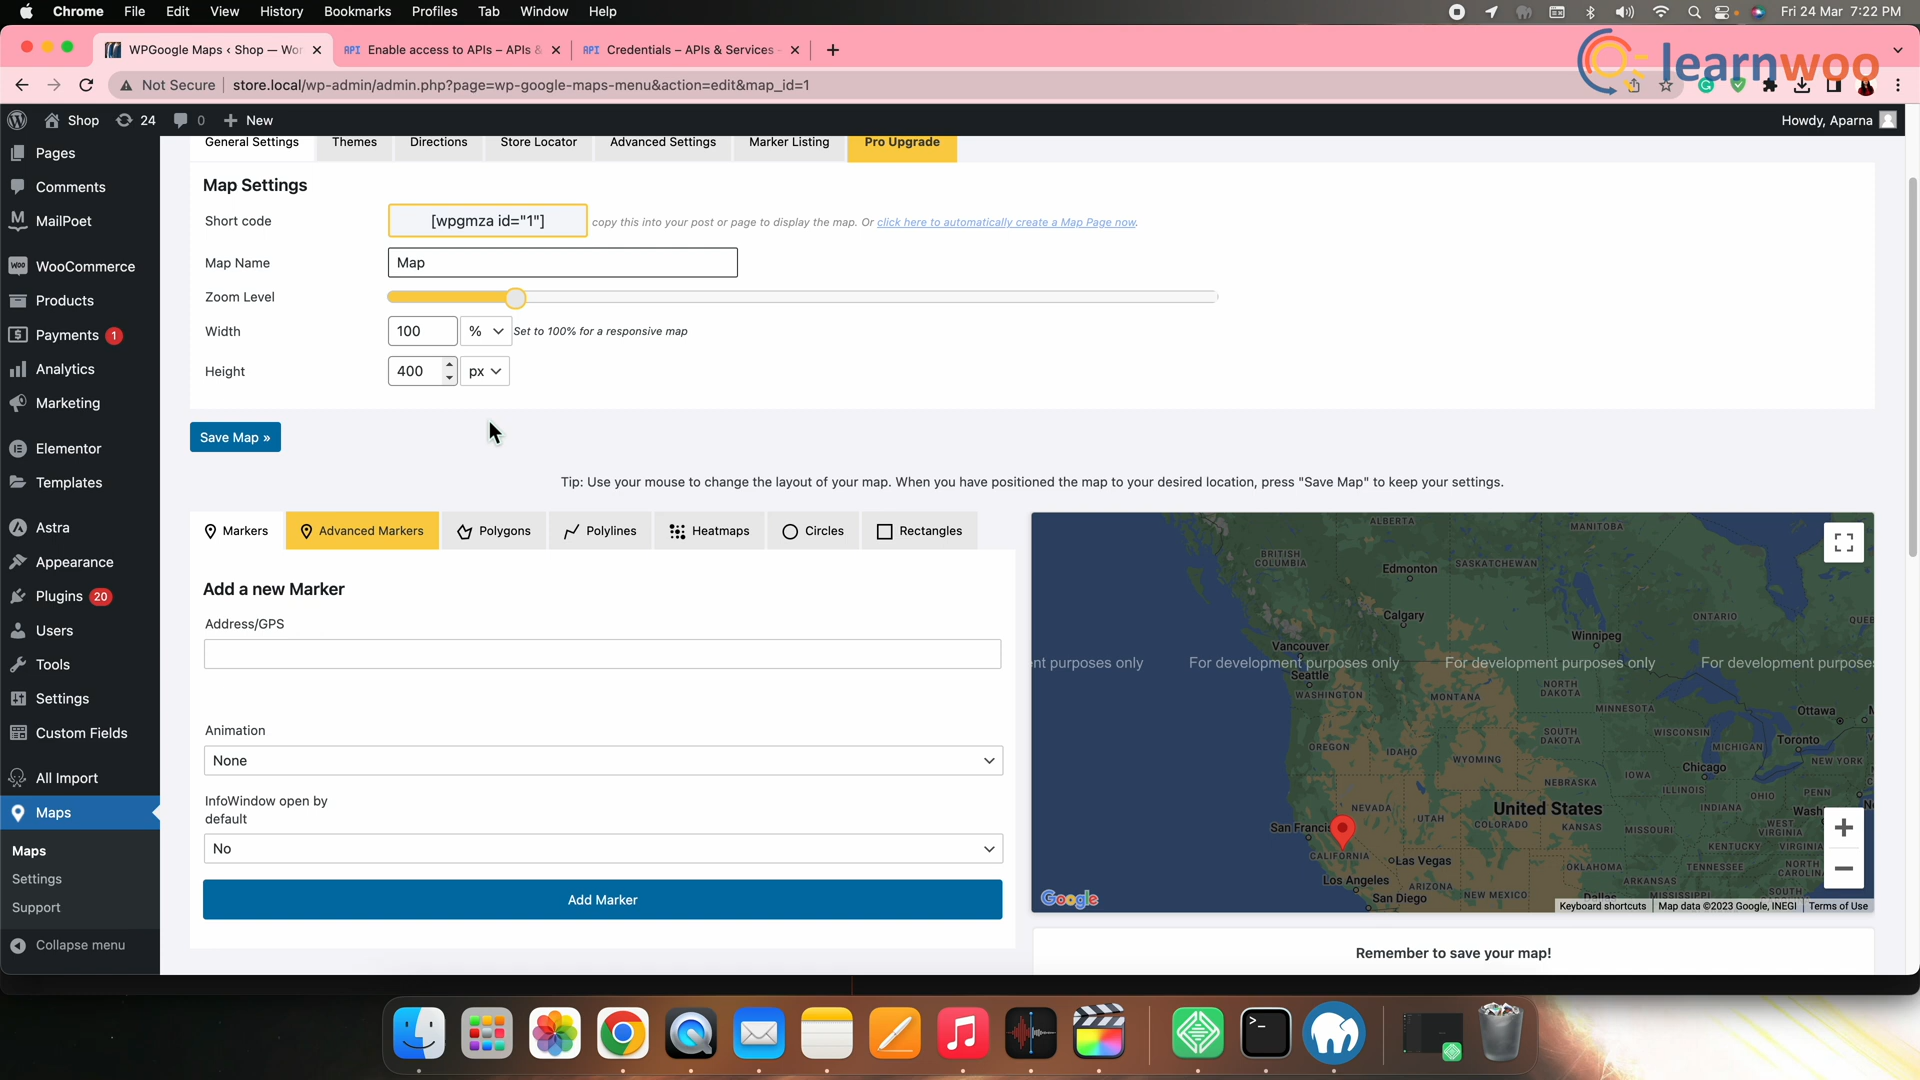 Chrome File Edit View History Bookmarks Profiles Tab Window Help Fri 24 Mar 7:22 PM
WPGoogle Maps ‹ Shop — Wor
API Enable access to APIs – APIs &
API Credentials – APIs & Services
learnwoo
Not Secure store.local/wp-admin/admin.php?page=wp-google-maps-menu&action=edit&map_id=1
Shop 24 0 New Howdy, Aparna
Pages
Comments
MailPoet
WooCommerce
Products
Payments 1
Analytics
Marketing
Elementor
Templates
Astra
Appearance
Plugins 20
Users
Tools
Settings
Custom Fields
All Import
Maps
Maps
Settings
Support
Collapse menu
General Settings Themes Directions Store Locator Advanced Settings Marker Listing Pro Upgrade
Map Settings
Short code [wpgmza id="1"] copy this into your post or page to display the map. Or click here to automatically create a Map Page now.
Map Name Map
Zoom Level
Width 100 % Set to 100% for a responsive map
Height 400 px
Save Map »
Tip: Use your mouse to change the layout of your map. When you have positioned the map to your desired location, press "Save Map" to keep your settings.
Markers Advanced Markers Polygons Polylines Heatmaps Circles Rectangles
Add a new Marker
Address/GPS
Animation
None
InfoWindow open by
default
No
Add Marker
ALBERTA
MANITOBA
BRITISH
COLUMBIA
Edmonton
SASKATCHEWAN
Calgary
ONTARIO
QUEB
Winnipeg
Vancouver
nt purposes only For development purposes only For development purposes only For development purposes
Seattle
WASHINGTON
MONTANA
NORTH
DAKOTA
MINNESOTA
Ottawa
OREGON
IDAHO
SOUTH
DAKOTA
WISCONSIN
MICHIGAN
Toronto
WYOMING
NEW YORK
Chicago
NEBRASKA
IOWA
ILLINOIS
OHIO
PENN
INDIANA
NEVADA
United States
Wash
San Francis
UTAH
COLORADO
KANSAS
MISSOURI
WEST
VIRGINIA
KENTUCKY
VIRGINIA
CALIFORNIA
Las Vegas
OKLAHOMA
TENNESSEE
NORTH
CAROLIN
Los Angeles
ARIZONA
NEW MEXICO
ARKANSAS
San Diego
Dallas
MISSISSIPPI
SOUTH
Google
Keyboard shortcuts Map data ©2023 Google, INEGI Terms of Use
Remember to save your map!